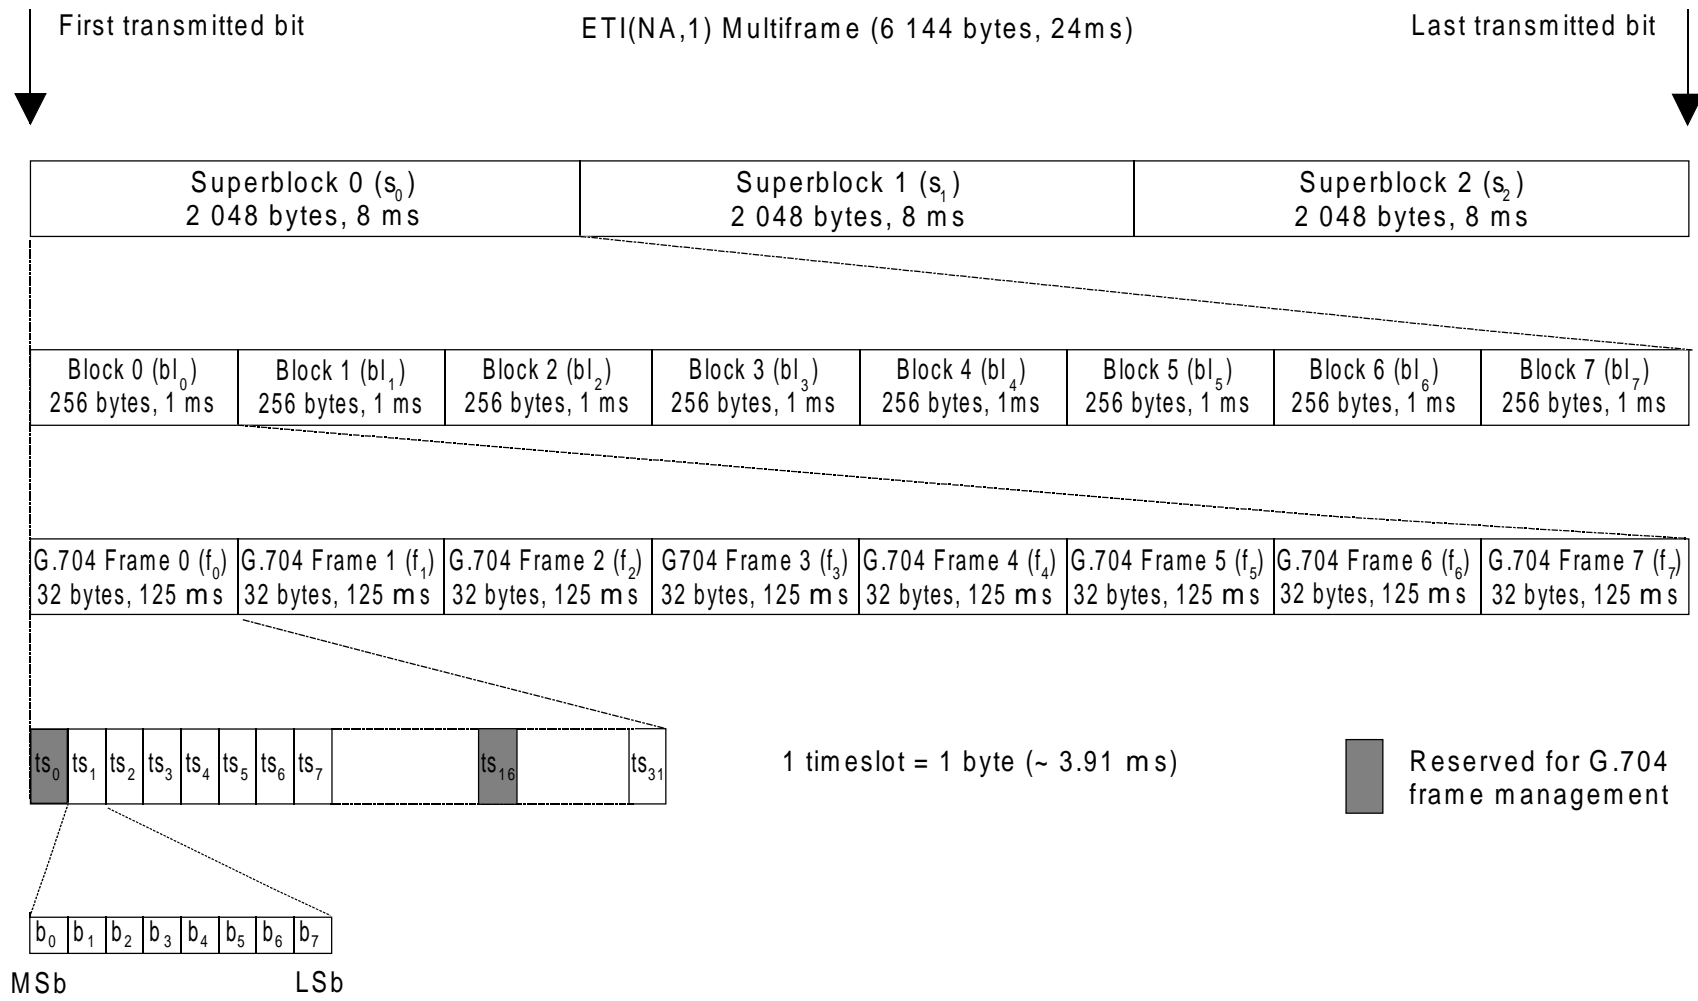 First transmitted bit
ETI(NA,1) Multiframe (6 144 bytes, 24ms)
Last transmitted bit
Superblock 0 (s0)
2 048 bytes, 8 ms
Superblock 1 (s1)
2 048 bytes, 8 ms
Superblock 2 (s2)
2 048 bytes, 8 ms
Block 0 (bl0)
256 bytes, 1 ms
Block 1 (bl1)
256 bytes, 1 ms
Block 2 (bl2)
256 bytes, 1 ms
Block 3 (bl3)
256 bytes, 1 ms
Block 4 (bl4)
256 bytes, 1ms
Block 5 (bl5)
256 bytes, 1 ms
Block 6 (bl6)
256 bytes, 1 ms
Block 7 (bl7)
256 bytes, 1 ms
G.704 Frame 0 (f0)
32 bytes, 125 ms
G.704 Frame 1 (f1)
32 bytes, 125 ms
G.704 Frame 2 (f2)
32 bytes, 125 ms
G704 Frame 3 (f3)
32 bytes, 125 ms
G.704 Frame 4 (f4)
32 bytes, 125 ms
G.704 Frame 5 (f5)
32 bytes, 125 ms
G.704 Frame 6 (f6)
32 bytes, 125 ms
G.704 Frame 7 (f7)
32 bytes, 125 ms
ts0 ts1 ts2 ts3 ts4 ts5 ts6 ts7 ts16 ts31
1 timeslot = 1 byte (~ 3.91 ms)
Reserved for G.704
frame management
b0 b1 b2 b3 b4 b5 b6 b7
MSb
LSb